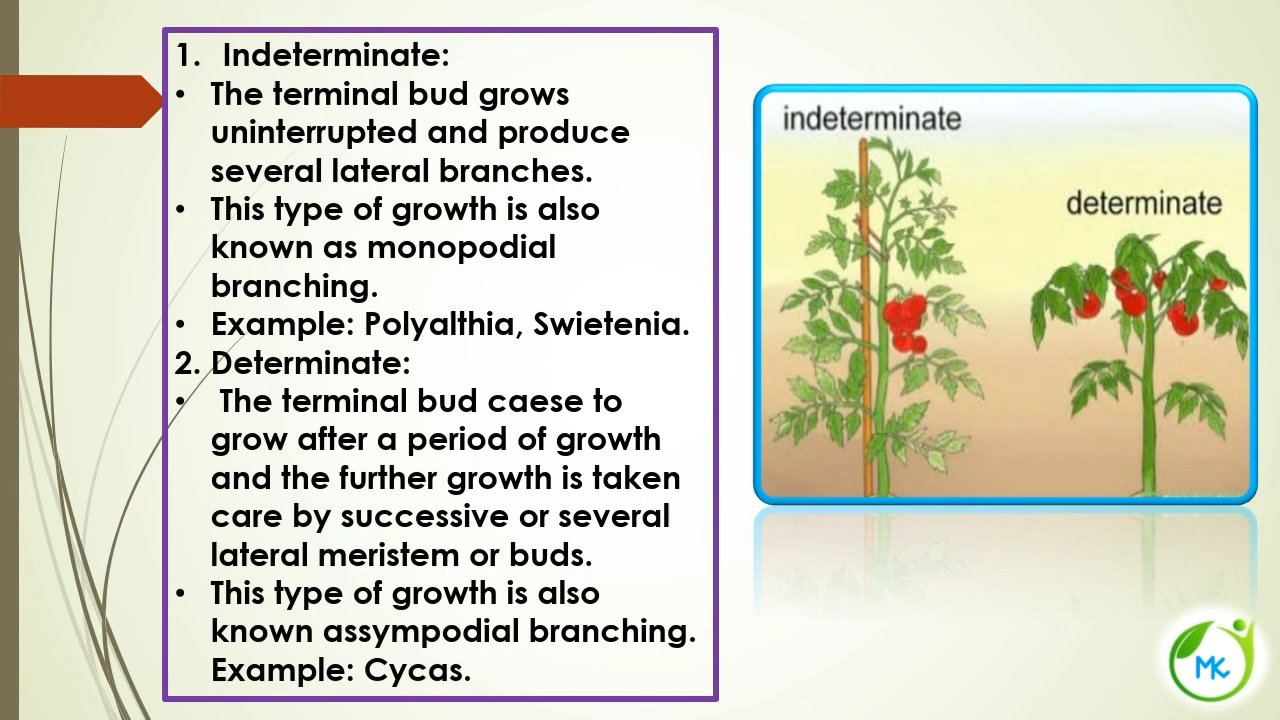 1. Indeterminate:
• The terminal bud grows
uninterrupted and produce
several lateral branches.
• This type of growth is also
known as monopodial
branching.
• Example: Polyalthia, Swietenia.
2. Determinate:
• The terminal bud caese to
grow after a period of growth
and the further growth is taken
care by successive or several
lateral meristem or buds.
• This type of growth is also
known assympodial branching.
Example: Cycas.
indeterminate
determinate
MK